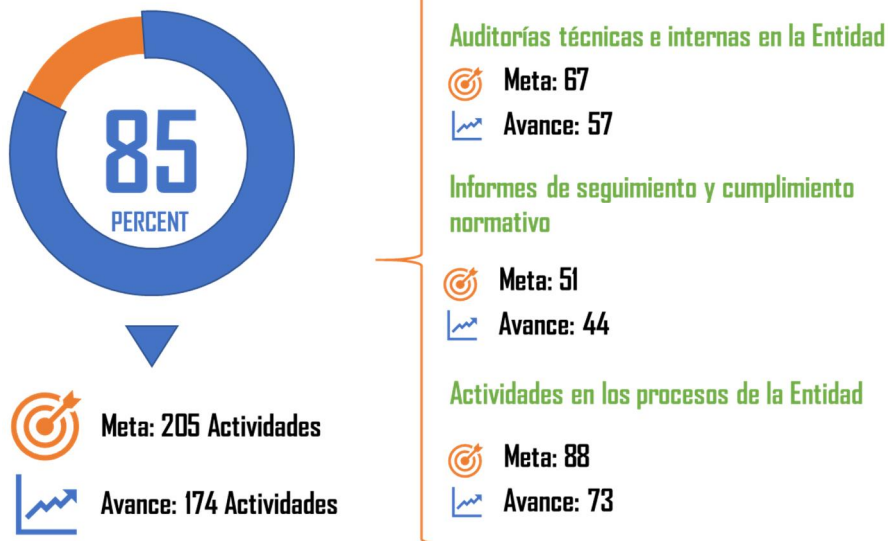 85
PERCENT
Meta: 205 Actividades
Avance: 174 Actividades
Auditorías técnicas e internas en la Entidad
Meta: 67
Avance: 57
Informes de seguimiento y cumplimiento
normativo
Meta: 51
Avance: 44
Actividades en los procesos de la Entidad
Meta: 88
Avance: 73